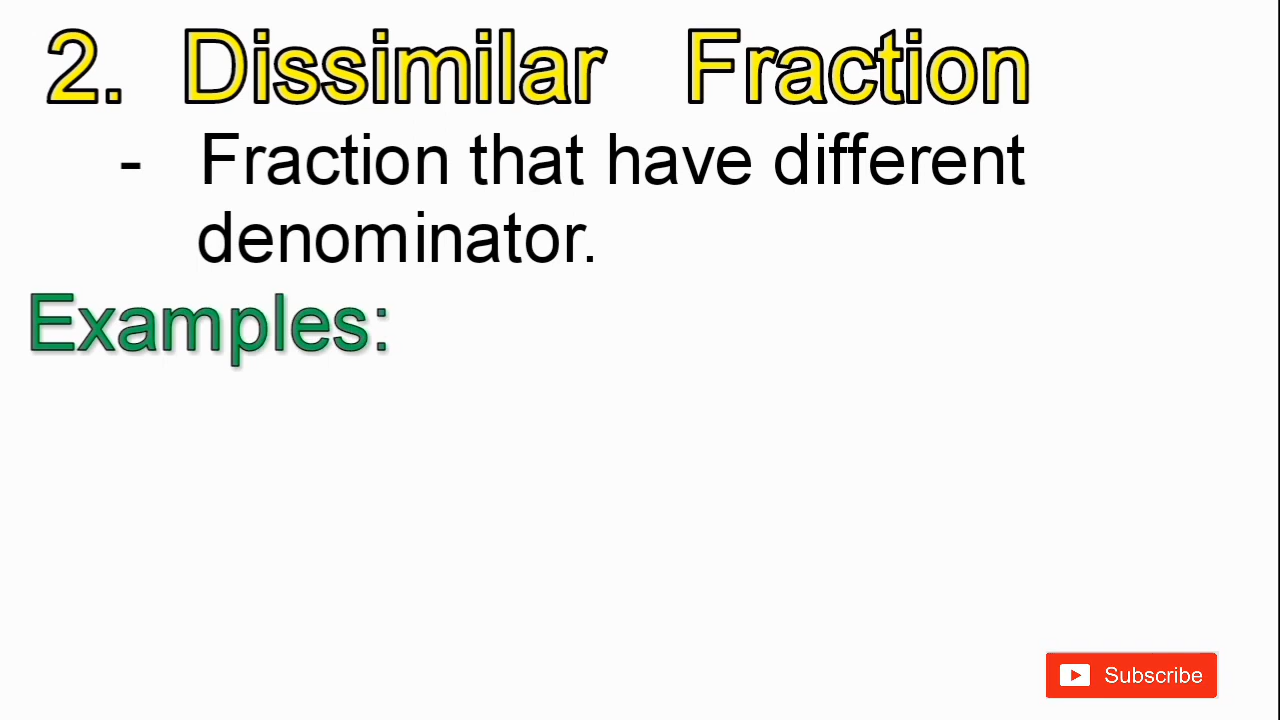 2. Dissimilar Fraction
- Fraction that have different
denominator.
Examples:
Subscribe